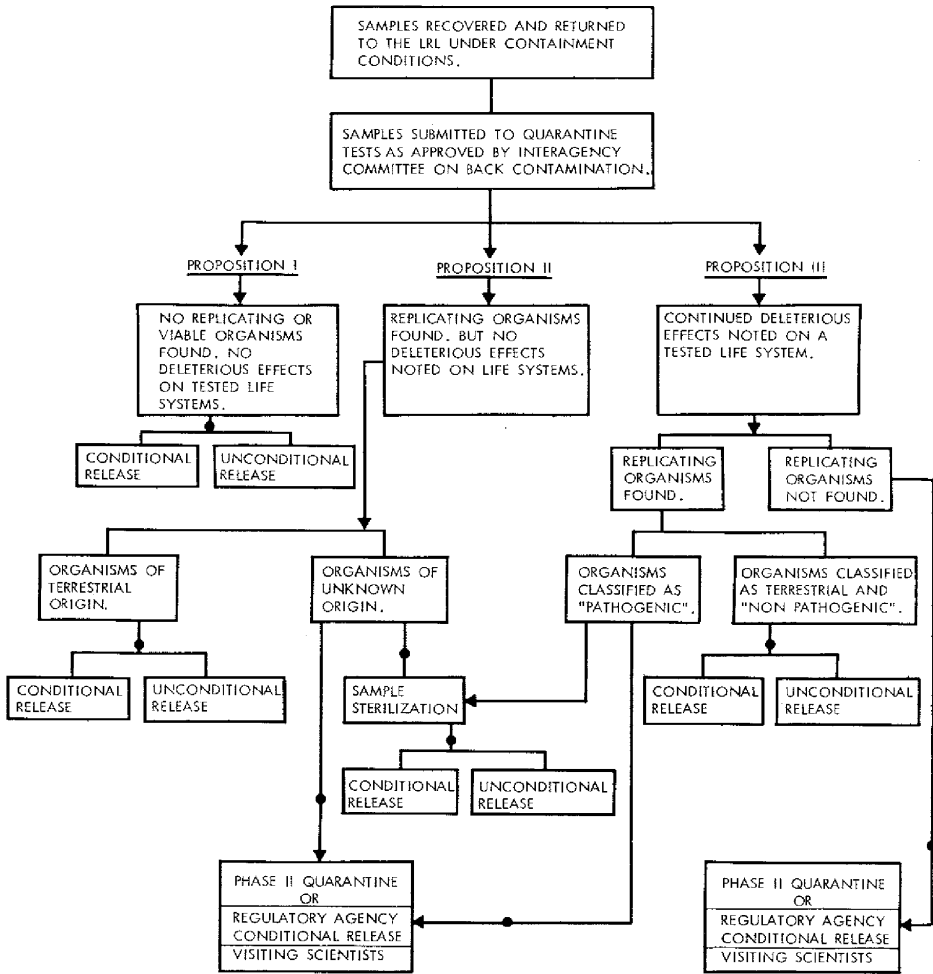 SAMPLES RECOVERED AND RETURNED
TO THE LRL UNDER CONTAINMENT
CONDITIONS.
SAMPLES SUBMITTED TO QUARANTINE
TESTS AS APPROVED BY INTERAGENCY
COMMITTEE ON BACK CONTAMINATION.
PROPOSITION I
PROPOSITION II
PROPOSITION III
NO REPLICATING OR
VIABLE ORGANISMS
FOUND. NO
DELETERIOUS EFFECTS
ON TESTED LIFE
SYSTEMS.
REPLICATING ORGANISMS
FOUND. BUT NO
DELETERIOUS EFFECTS
NOTED ON LIFE SYSTEMS.
CONTINUED DELETERIOUS
EFFECTS NOTED ON A
TESTED LIFE SYSTEM.
CONDITIONAL
RELEASE
UNCONDITIONAL
RELEASE
REPLICATING
ORGANISMS
FOUND.
REPLICATING
ORGANISMS
NOT FOUND.
ORGANISMS OF
TERRESTRIAL
ORIGIN.
ORGANISMS OF
UNKNOWN
ORIGIN.
ORGANISMS
CLASSIFIED AS
"PATHOGENIC".
ORGANISMS CLASSIFIED
AS TERRESTRIAL AND
"NON PATHOGENIC".
CONDITIONAL
RELEASE
UNCONDITIONAL
RELEASE
SAMPLE
STERILIZATION
CONDITIONAL
RELEASE
UNCONDITIONAL
RELEASE
CONDITIONAL
RELEASE
UNCONDITIONAL
RELEASE
PHASE II QUARANTINE
OR
REGULATORY AGENCY
CONDITIONAL RELEASE
VISITING SCIENTISTS
PHASE II QUARANTINE
OR
REGULATORY AGENCY
CONDITIONAL RELEASE
VISITING SCIENTISTS